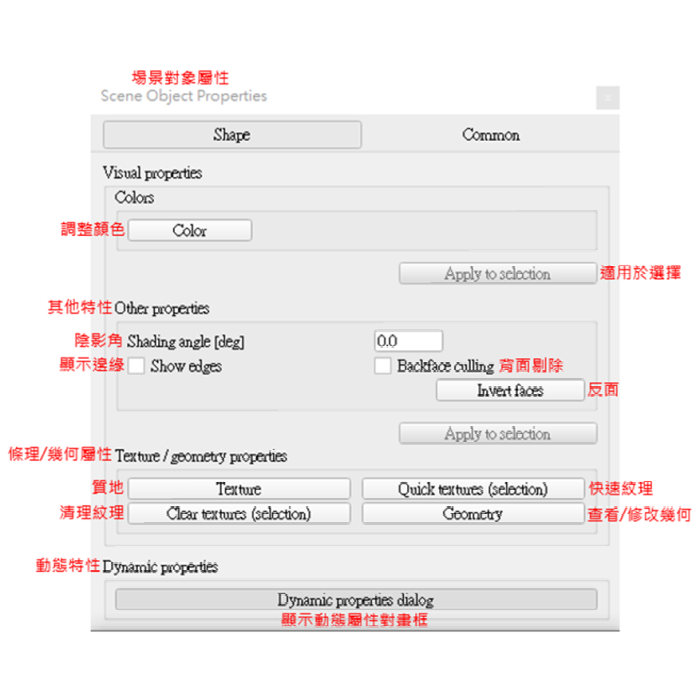 場景對象屬性
Scene Object Properties
Shape Common
Visual properties
Colors
調整顏色 Color
Apply to selection 適用於選擇
其他特性 Other properties
陰影角 Shading angle [deg] 0.0
顯示邊緣 Show edges Backface culling 背面剔除
Invert faces 反面
Apply to selection
條理/幾何屬性 Texture / geometry properties
質地 Texture Quick textures (selection) 快速紋理
清理紋理 Clear textures (selection) Geometry 查看/修改幾何
動態特性 Dynamic properties
Dynamic properties dialog
顯示動態屬性對畫框